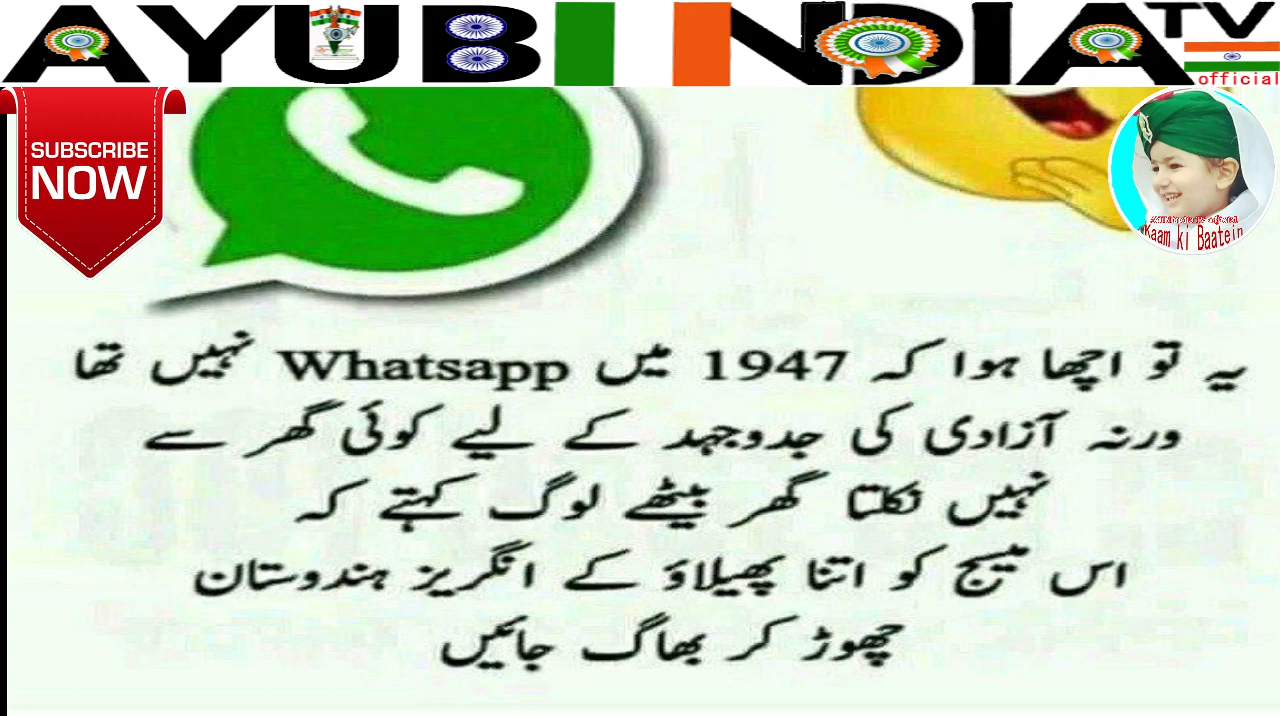 AYUB INDIA TV
official
SUBSCRIBE
NOW
Kaam ki Baatein
یہ تو اچھا ہوا کہ 1947 میں Whatsapp نہیں تھا
ورنہ آزادی کی جدوجہد کے لیے کوئی گھر سے
نہیں نکلتا گھر بیٹھے لوگ کہتے کہ
اس میسج کو اتنا پھیلاؤ کے انگریز ہندوستان
چھوڑ کر بھاگ جائیں